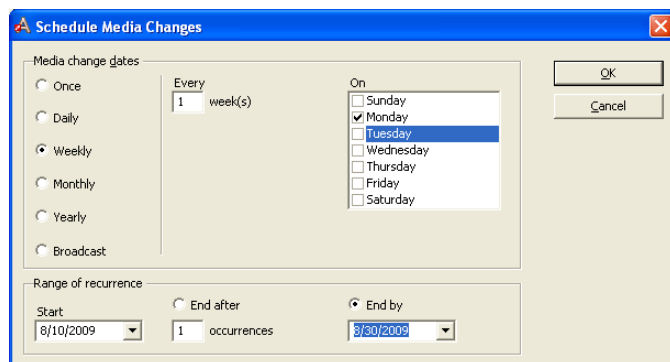 Schedule Media Changes
Media change dates
Once
Daily
Weekly
Monthly
Yearly
Broadcast
Every
1 week(s)
On
Sunday
Monday
Tuesday
Wednesday
Thursday
Friday
Saturday
OK
Cancel
Range of recurrence
Start
8/10/2009
End after
1 occurrences
End by
8/30/2009